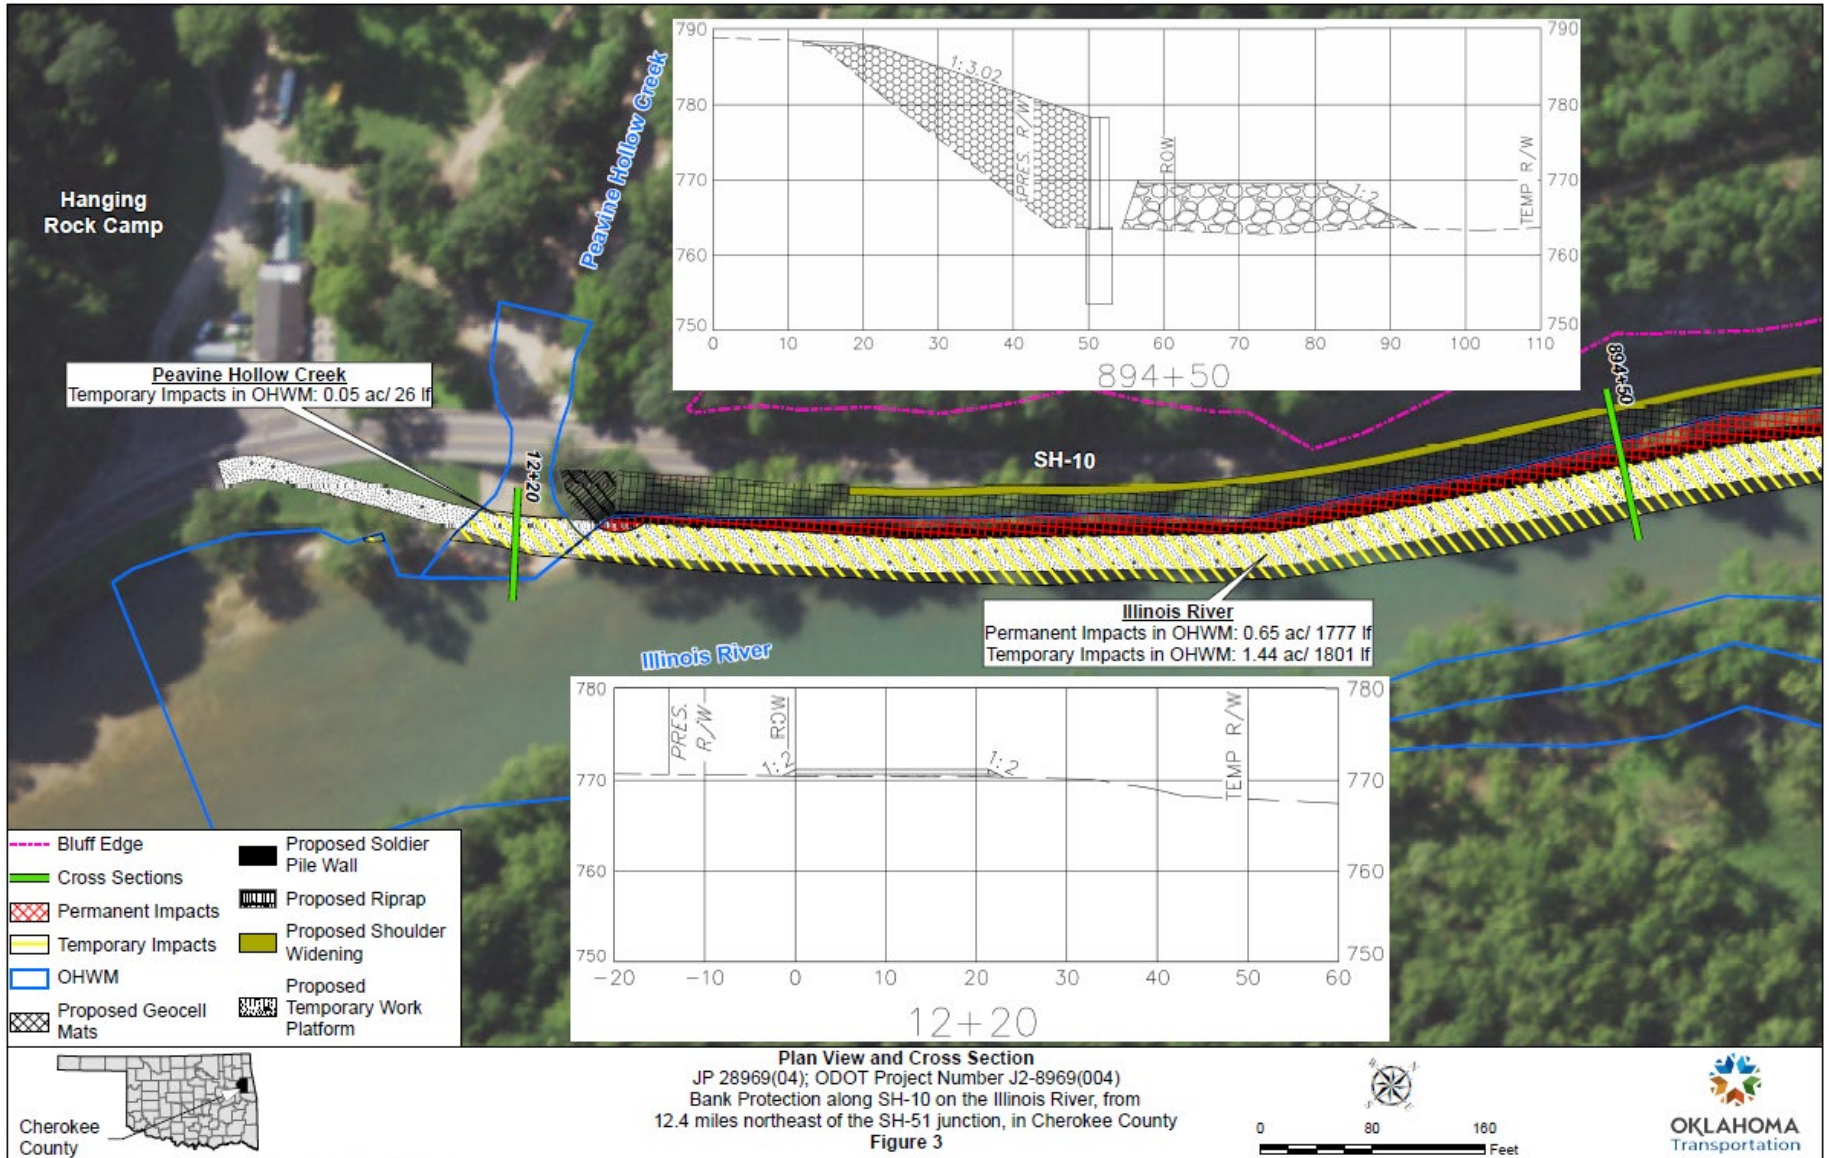 Hanging
Rock Camp
Peavine Hollow Creek
790
780
770
760
750
790
780
770
760
750
1:3.02
PRES. R/W
ROW
1:2
TEMP R/W
0 10 20 30 40 50 60 70 80 90 100 110
894+50
Peavine Hollow Creek
Temporary Impacts in OHWM: 0.05 ac/ 26 lf
894+50
12+20
SH-10
Illinois River
Permanent Impacts in OHWM: 0.65 ac/ 1777 lf
Temporary Impacts in OHWM: 1.44 ac/ 1801 lf
Illinois River
780
770
760
750
780
770
760
750
PRES.
R/W
ROW
1:2
1:2
TEMP R/W
-20 -10 0 10 20 30 40 50 60
12+20
Bluff Edge
Cross Sections
Permanent Impacts
Temporary Impacts
OHWM
Proposed Geocell
Mats
Proposed Soldier
Pile Wall
Proposed Riprap
Proposed Shoulder
Widening
Proposed
Temporary Work
Platform
Cherokee
County
Plan View and Cross Section
JP 28969(04); ODOT Project Number J2-8969(004)
Bank Protection along SH-10 on the Illinois River, from
12.4 miles northeast of the SH-51 junction, in Cherokee County
Figure 3
0 80 160
Feet
OKLAHOMA
Transportation